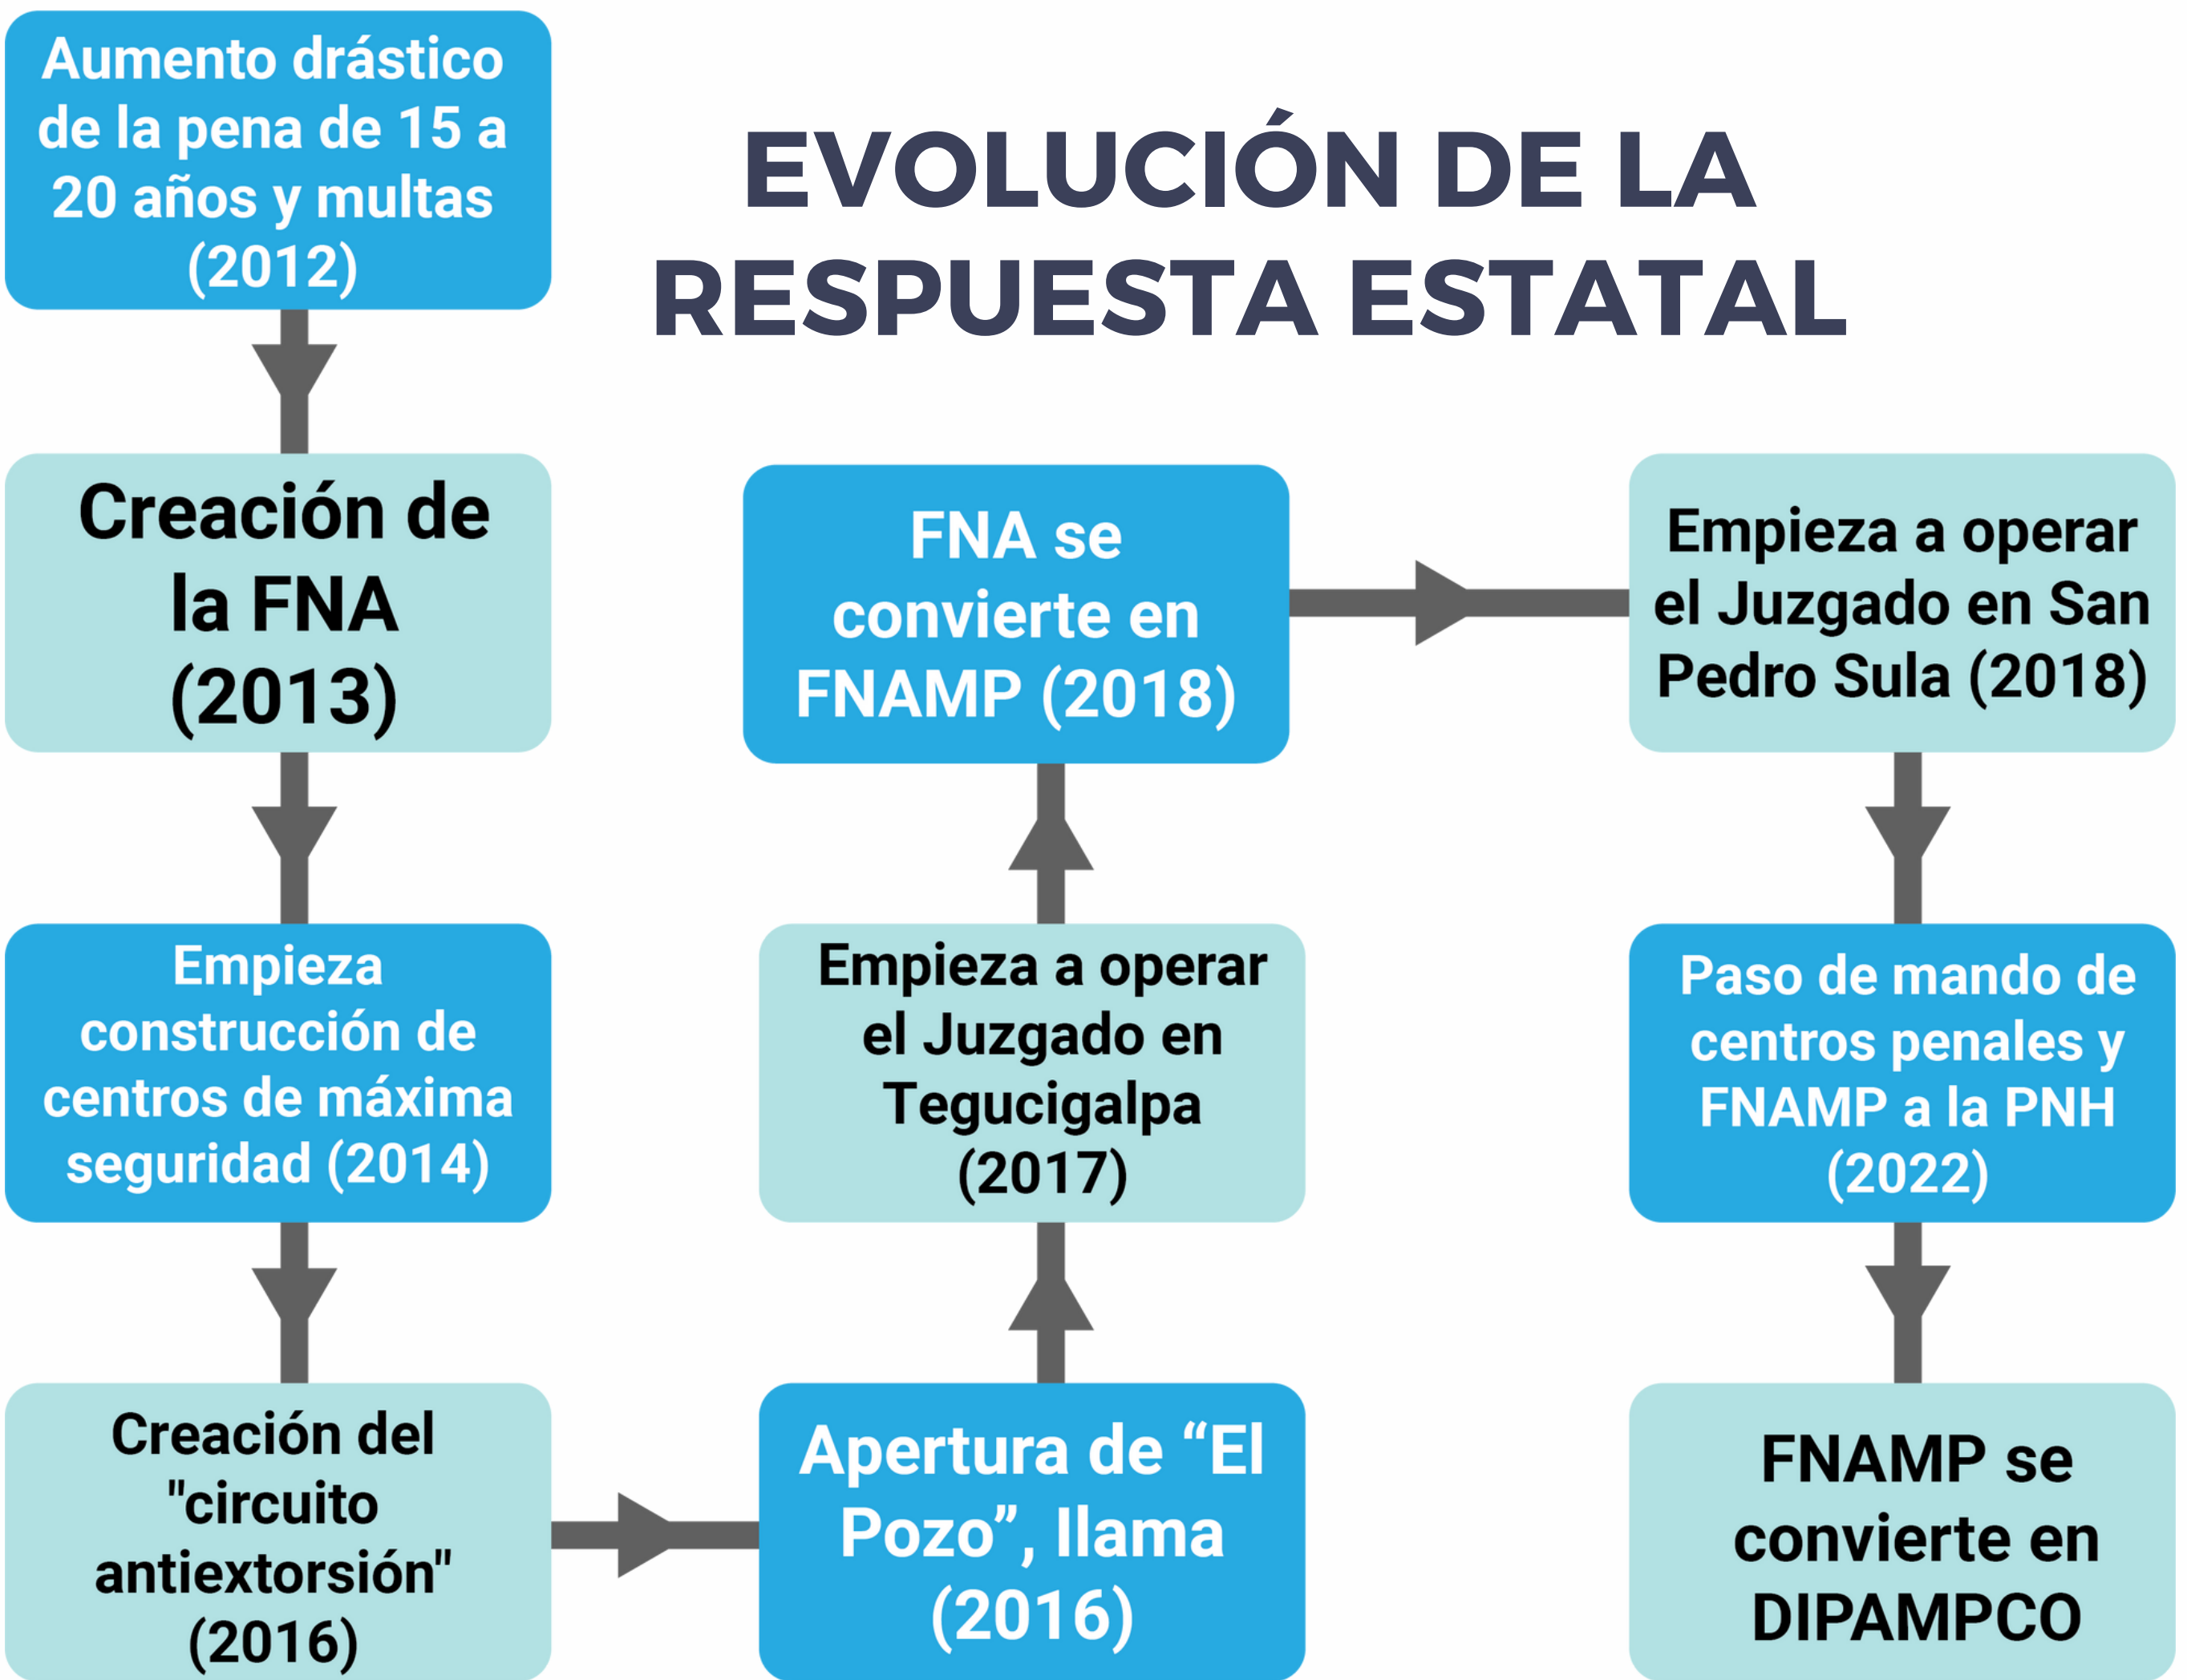 EVOLUCIÓN DE LA
RESPUESTA ESTATAL
Aumento drástico
de la pena de 15 a
20 años y multas
(2012)
Creación de
la FNA
(2013)
Empieza
construcción de
centros de máxima
seguridad (2014)
Creación del
"circuito
antiextorsión"
(2016)
Apertura de “El
Pozo”, Ilama
(2016)
Empieza a operar
el Juzgado en
Tegucigalpa
(2017)
FNA se
convierte en
FNAMP (2018)
Empieza a operar
el Juzgado en San
Pedro Sula (2018)
Paso de mando de
centros penales y
FNAMP a la PNH
(2022)
FNAMP se
convierte en
DIPAMPCO